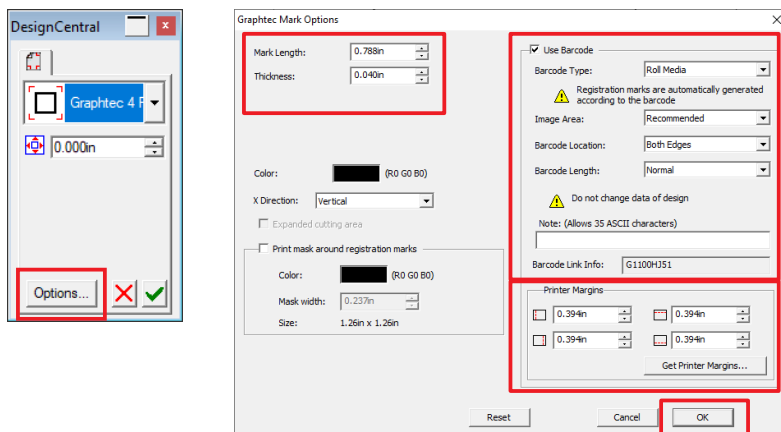 DesignCentral
Graphtec 4 P
0.000in
Options...
Graphtec Mark Options
Mark Length:
0.788in
Thickness:
0.040in
Color:
(R0 G0 B0)
X Direction:
Vertical
Expanded cutting area
Print mask around registration marks
Color:
(R0 G0 B0)
Mask width:
0.237in
Size:
1.26in x 1.26in
Use Barcode
Barcode Type:
Roll Media
Registration marks are automatically generated
according to the barcode
Image Area:
Recommended
Barcode Location:
Both Edges
Barcode Length:
Normal
Do not change data of design
Note: (Allows 35 ASCII characters)
Barcode Link Info:
G1100HJ51
Printer Margins
0.394in
0.394in
0.394in
0.394in
Get Printer Margins...
Reset
Cancel
OK